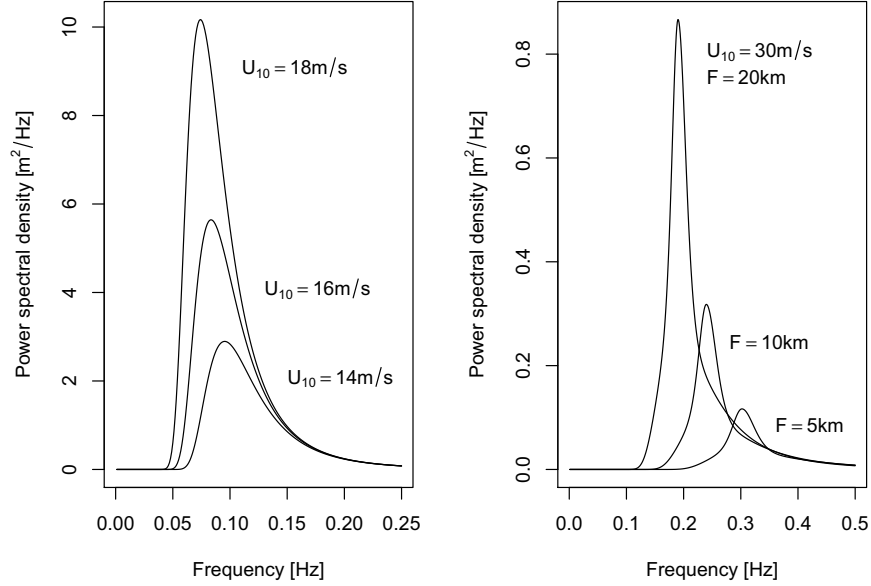 Power spectral density [m²/Hz]
10
8
6
4
2
0
U₁₀ = 18m/s
U₁₀ = 16m/s
U₁₀ = 14m/s
0.00 0.05 0.10 0.15 0.20 0.25
Frequency [Hz]
Power spectral density [m²/Hz]
0.8
0.6
0.4
0.2
0.0
U₁₀ = 30m/s
F = 20km
F = 10km
F = 5km
0.0 0.1 0.2 0.3 0.4 0.5
Frequency [Hz]